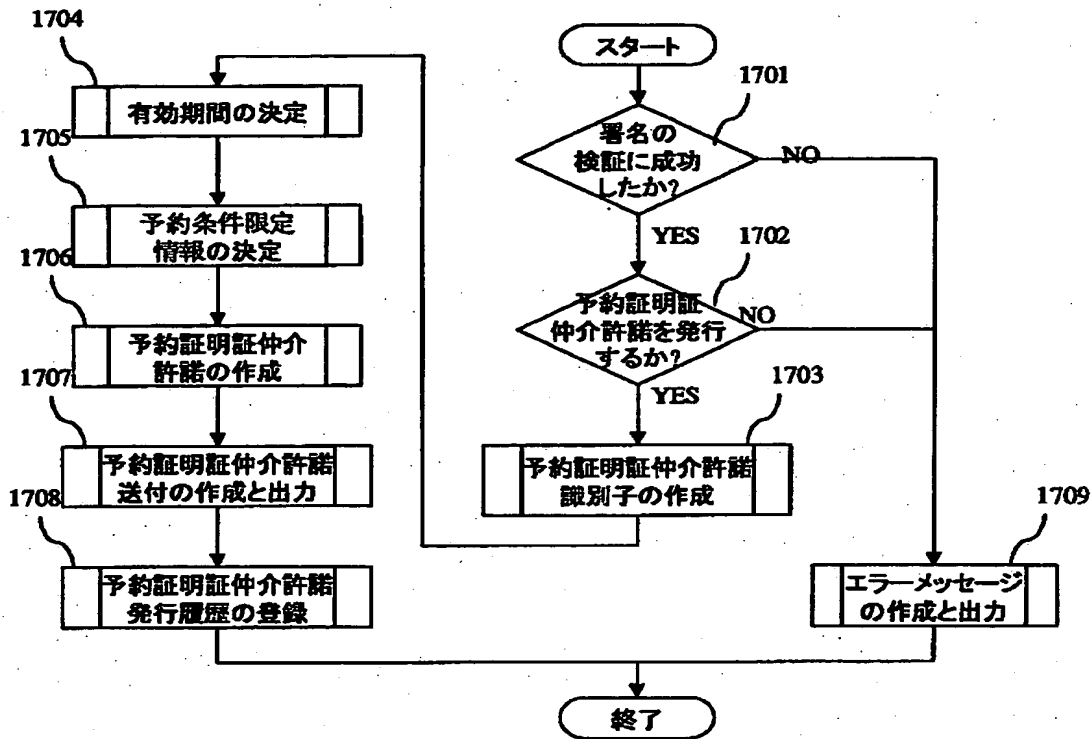 スタート
1701
署名の
検証に成功
したか?
NO
YES
1702
予約証明証
仲介許諾を発行
するか?
NO
YES
1703
予約証明証仲介許諾
識別子の作成
1704
有効期間の決定
1705
予約条件限定
情報の決定
1706
予約証明証仲介
許諾の作成
1707
予約証明証仲介許諾
送付の作成と出力
1708
予約証明証仲介許諾
発行履歴の登録
1709
エラーメッセージ
の作成と出力
終了